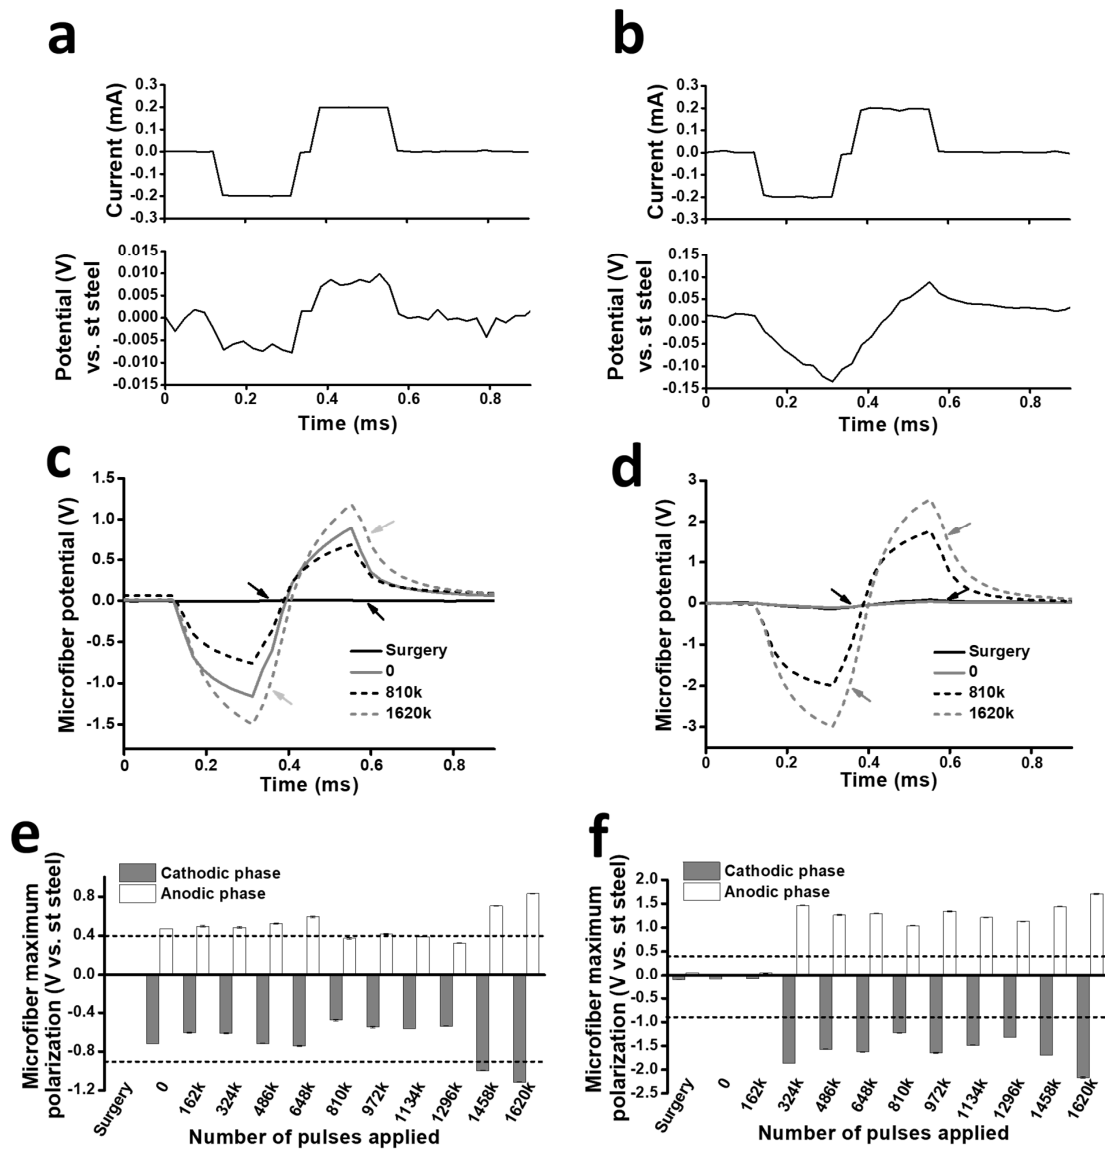 a
0.3
0.2
0.1
0.0
-0.1
-0.2
-0.3
Current (mA)
0.015
0.010
0.005
0.000
-0.005
-0.010
-0.015
Potential (V)
vs. st steel
0
0.2
0.4
0.6
0.8
Time (ms)
b
0.3
0.2
0.1
0.0
-0.1
-0.2
-0.3
Current (mA)
0.15
0.10
0.05
0.00
-0.05
-0.10
-0.15
Potential (V)
vs. st steel
0
0.2
0.4
0.6
0.8
Time (ms)
c
1.5
1.0
0.5
0.0
-0.5
-1.0
-1.5
Microfiber potential (V)
Surgery
0
810k
1620k
0
0.2
0.4
0.6
0.8
Time (ms)
d
3
2
1
0
-1
-2
-3
Microfiber potential (V)
Surgery
0
810k
1620k
0
0.2
0.4
0.6
0.8
Time (ms)
e
Microfiber maximum
polarization (V vs. st steel)
Cathodic phase
Anodic phase
0.8
0.4
0.0
-0.4
-0.8
-1.2
Surgery
0
162k
324k
486k
648k
810k
972k
1134k
1296k
1458k
1620k
Number of pulses applied
f
Microfiber maximum
polarization (V vs. st steel)
Cathodic phase
Anodic phase
2.0
1.5
1.0
0.5
0.0
-0.5
-1.0
-1.5
-2.0
-2.5
Surgery
0
162k
324k
486k
648k
810k
972k
1134k
1296k
1458k
1620k
Number of pulses applied